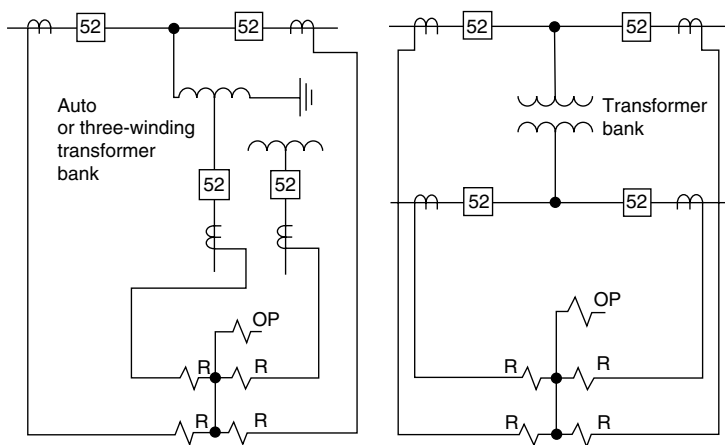 52
52
Auto
or three-winding
transformer
bank
52
52
OP
R
R
R
R
52
52
Transformer
bank
52
52
OP
R
R
R
R